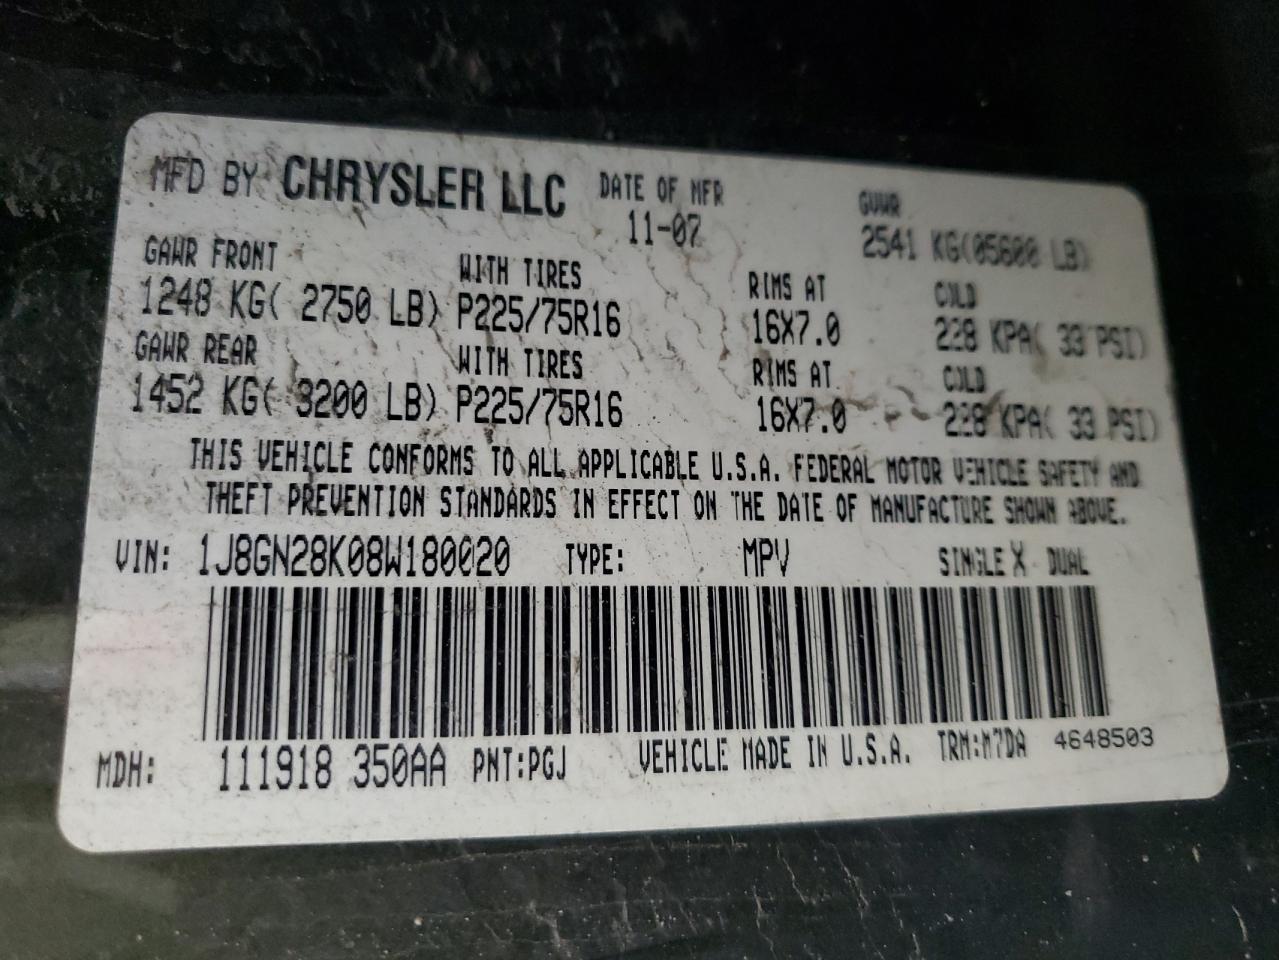 MFD BY CHRYSLER LLC DATE OF MFR GVWR
11-07 2541 KG(05600 LB)
GAWR FRONT WITH TIRES RIMS AT COLD
1248 KG( 2750 LB) P225/75R16 16X7.0 228 KPA( 33 PSI)
GAWR REAR WITH TIRES RIMS AT COLD
1452 KG( 3200 LB) P225/75R16 16X7.0 228 KPA( 33 PSI)
THIS VEHICLE CONFORMS TO ALL APPLICABLE U.S.A. FEDERAL MOTOR VEHICLE SAFETY AND
THEFT PREVENTION STANDARDS IN EFFECT ON THE DATE OF MANUFACTURE SHOWN ABOVE.
VIN: 1J8GN28K08W180020 TYPE: MPV SINGLE X DUAL
MDH: 111918 350AA PNT:PGJ VEHICLE MADE IN U.S.A. TRM:M7DA 4648503